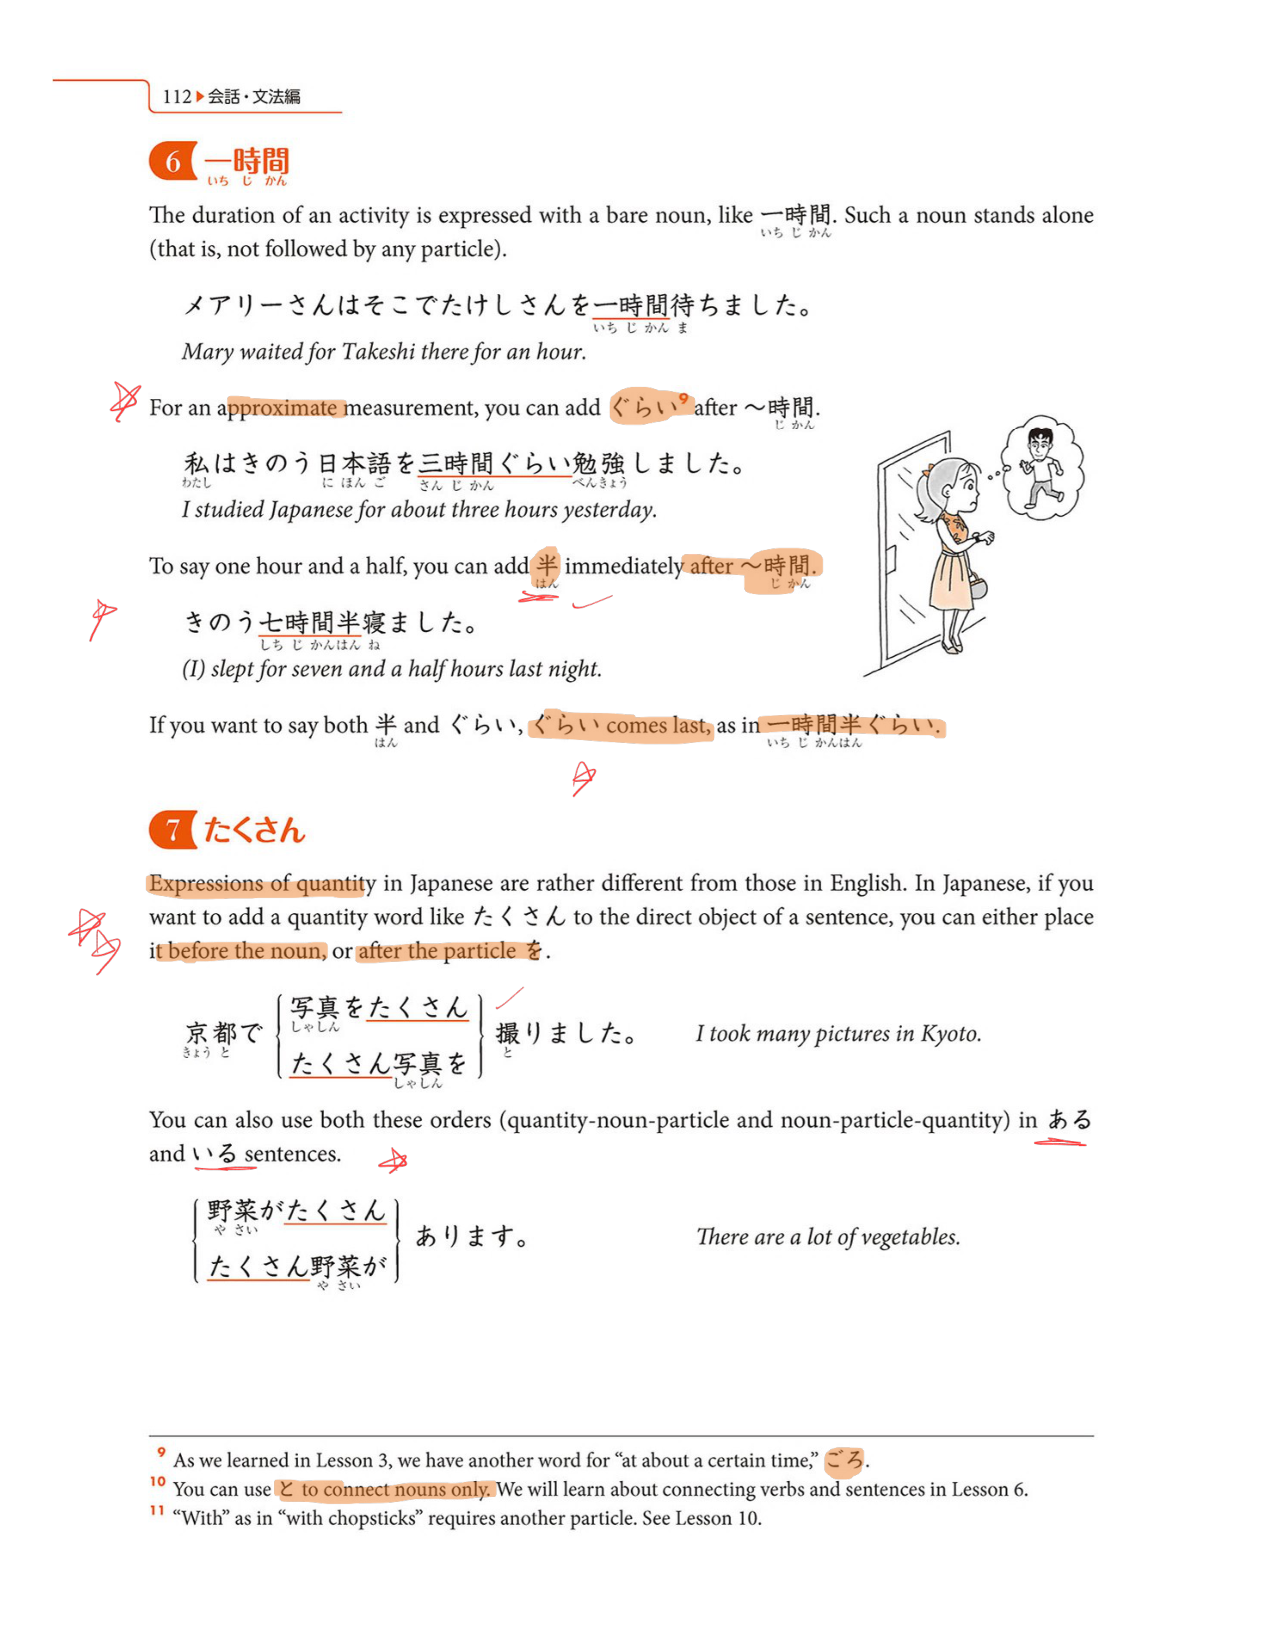 112▶会話・文法編
6 一時間
いち じ かん
The duration of an activity is expressed with a bare noun, like 一時間. Such a noun stands alone
いち じ かん
(that is, not followed by any particle).
メアリーさんはそこでたけしさんを一時間待ちました。
いち じ かん ま
Mary waited for Takeshi there for an hour.
For an approximate measurement, you can add ぐらい9 after ～時間.
じ かん
私はきのう日本語を三時間ぐらい勉強しました。
わたし に ほん ご さん じ かん べんきょう
I studied Japanese for about three hours yesterday.
To say one hour and a half, you can add 半 immediately after ～時間.
はん じ かん
きのう七時間半寝ました。
しち じ かんはん ね
(I) slept for seven and a half hours last night.
If you want to say both 半 and ぐらい, ぐらい comes last, as in 一時間半ぐらい.
はん いち じ かんはん
7 たくさん
Expressions of quantity in Japanese are rather different from those in English. In Japanese, if you
want to add a quantity word like たくさん to the direct object of a sentence, you can either place
it before the noun, or after the particle を.
写真をたくさん
しゃしん
京都で 撮りました。 I took many pictures in Kyoto.
きょう と と
たくさん写真を
しゃしん
You can also use both these orders (quantity-noun-particle and noun-particle-quantity) in ある
and いる sentences.
野菜がたくさん
や さい
あります。 There are a lot of vegetables.
たくさん野菜が
や さい
9 As we learned in Lesson 3, we have another word for “at about a certain time,” ごろ.
10 You can use と to connect nouns only. We will learn about connecting verbs and sentences in Lesson 6.
11 “With” as in “with chopsticks” requires another particle. See Lesson 10.